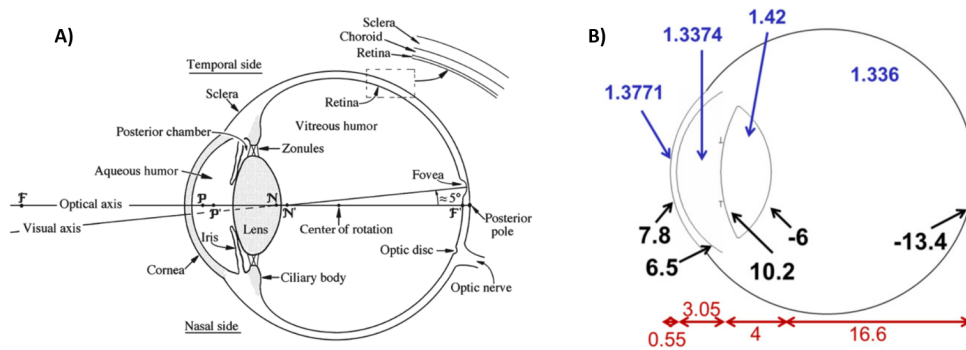 A)
Sclera
Choroid
Retina
Temporal side
Sclera
Retina
Posterior chamber
Vitreous humor
Zonules
Aqueous humor
Fovea
F
Optical axis
P
P'
N
N'
≈ 5°
F'
Visual axis
Iris
Lens
Center of rotation
Posterior
pole
Optic disc
Cornea
Ciliary body
Optic nerve
Nasal side
B)
1.42
1.3374
1.336
1.3771
7.8
6.5
10.2
-6
-13.4
3.05
0.55
4
16.6